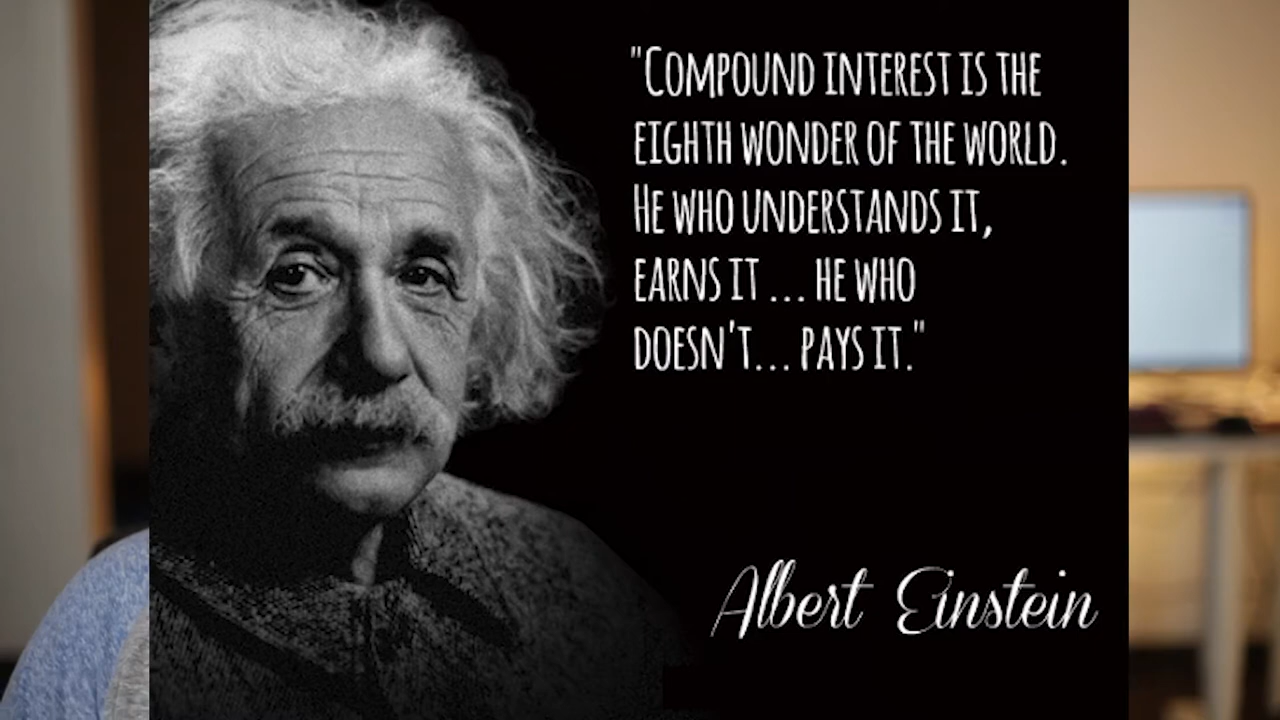 "Compound interest is the
eighth wonder of the world.
He who understands it,
earns it ... he who
doesn't... pays it."
Albert Einstein